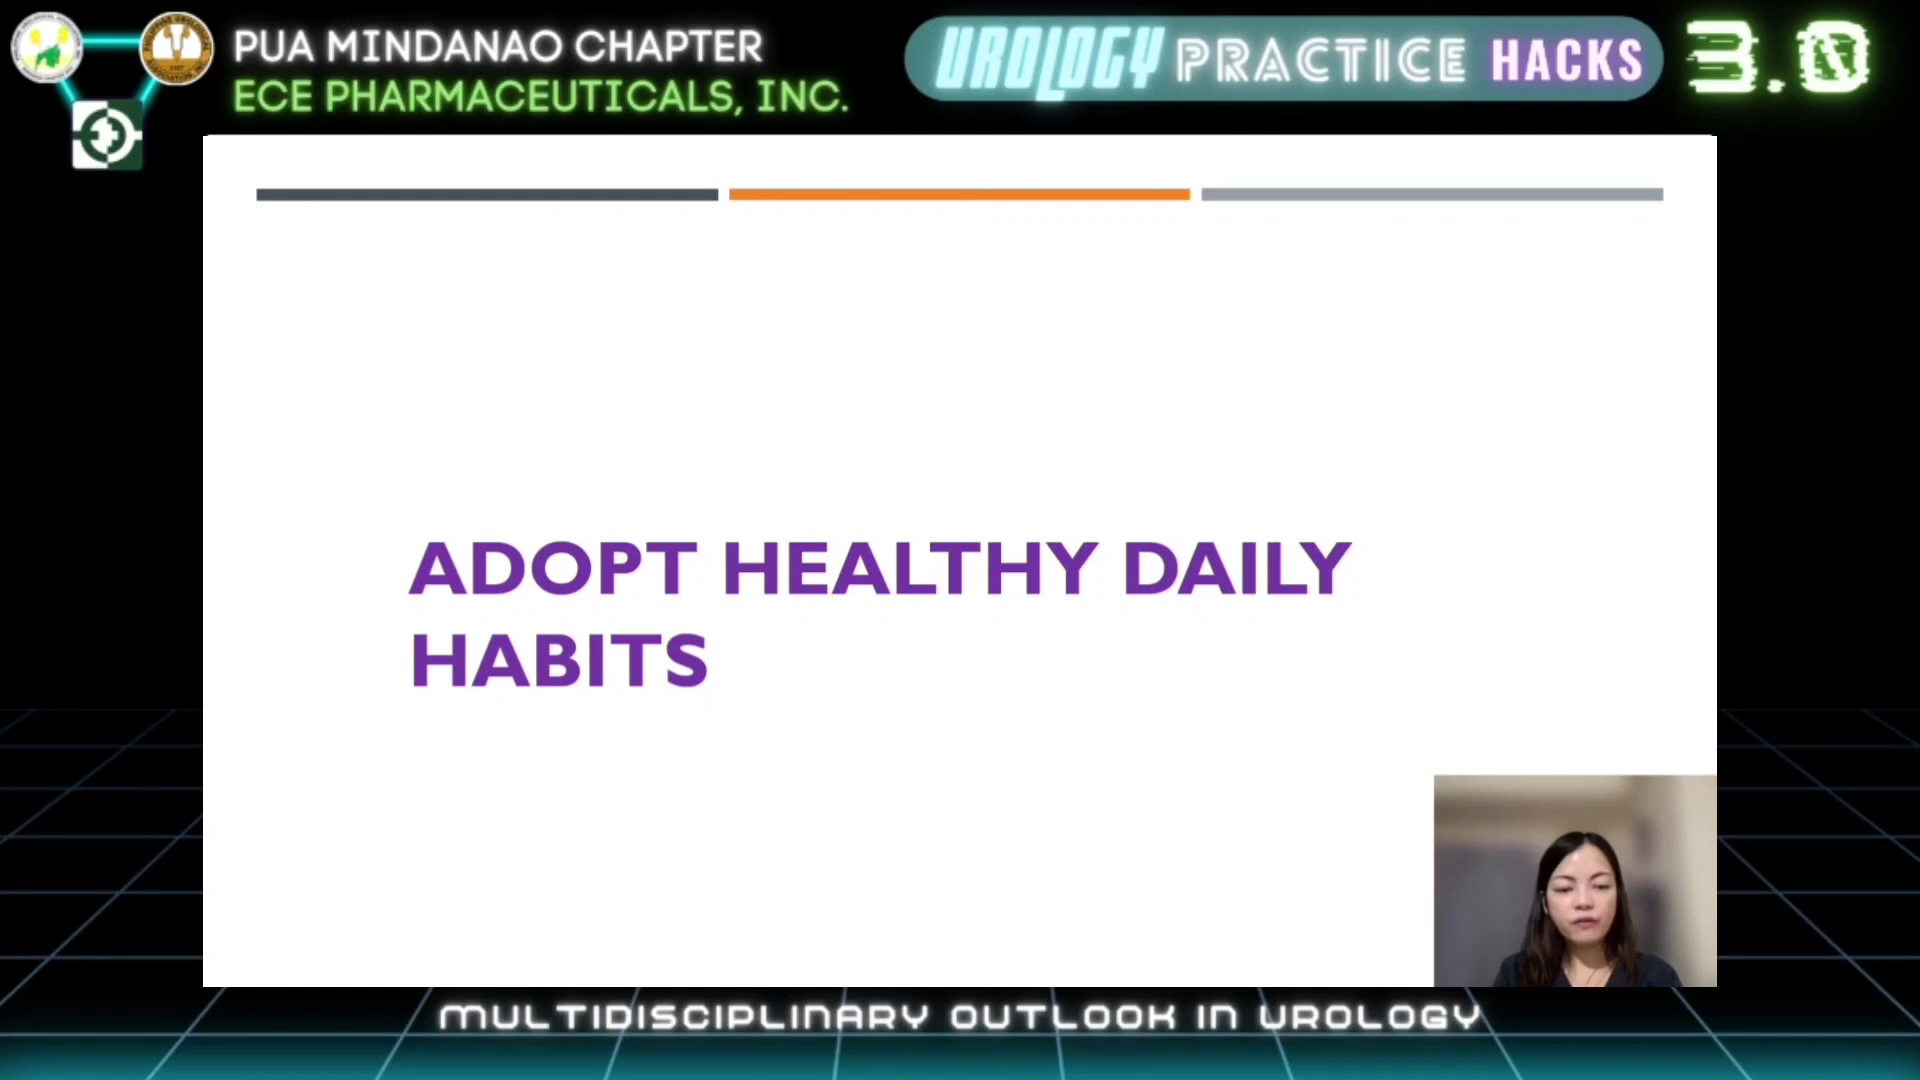 PUA MINDANAO CHAPTER
ECE PHARMACEUTICALS, INC.
UROLOGY PRACTICE HACKS 3.0
ADOPT HEALTHY DAILY
HABITS
MULTIDISCIPLINARY OUTLOOK IN UROLOGY